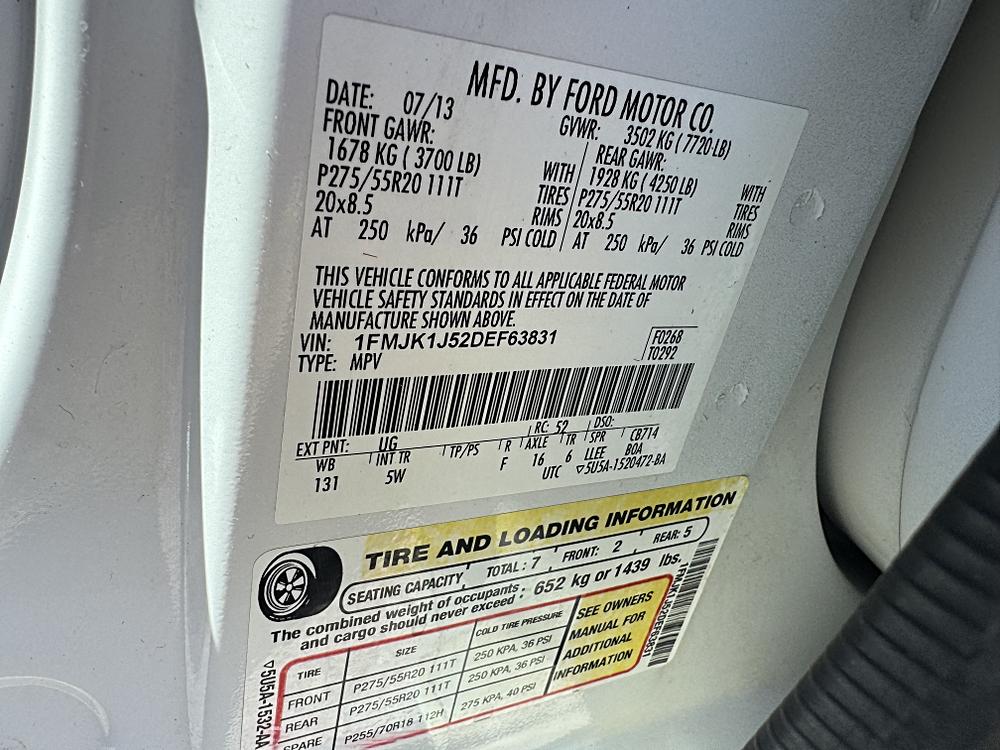 MFD. BY FORD MOTOR CO.
DATE: 07/13 GVWR: 3502 KG ( 7720 LB)
FRONT GAWR: REAR GAWR:
1678 KG ( 3700 LB) WITH 1928 KG ( 4250 LB) WITH
P275/55R20 111T TIRES P275/55R20 111T TIRES
20x8.5 RIMS 20x8.5 RIMS
AT 250 kPa/ 36 PSI COLD AT 250 kPa/ 36 PSI COLD
THIS VEHICLE CONFORMS TO ALL APPLICABLE FEDERAL MOTOR
VEHICLE SAFETY STANDARDS IN EFFECT ON THE DATE OF
MANUFACTURE SHOWN ABOVE.
VIN: 1FMJK1J52DEF63831 F0268
TYPE: MPV T0292
EXT PNT: UG RC: 52 DSO:
WB INT TR TP/PS R AXLE TR SPR CB714
131 5W F 16 6 LLEE BOA
UTC ▽5U5A-1520472-BA
TIRE AND LOADING INFORMATION
SEATING CAPACITY TOTAL : 7 FRONT: 2 REAR: 5
The combined weight of occupants and cargo should never exceed : 652 kg or 1439 lbs.
TIRE SIZE COLD TIRE PRESSURE
FRONT P275/55R20 111T 250 KPA, 36 PSI
REAR P275/55R20 111T 250 KPA, 36 PSI
SPARE P255/70R18 112H 275 KPA, 40 PSI
SEE OWNERS
MANUAL FOR
ADDITIONAL
INFORMATION
1FMJK1J52DEF63831
▽5U5A-1532-AA